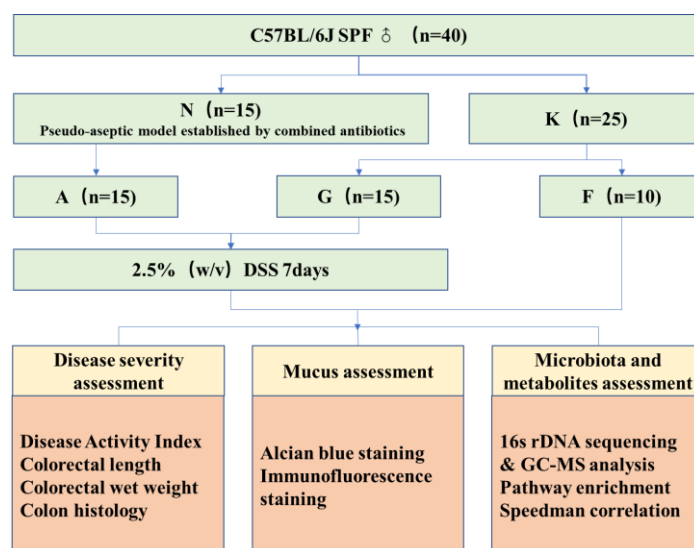 C57BL/6J SPF ♂ (n=40)
N (n=15)
Pseudo-aseptic model established by combined antibiotics
K (n=25)
A (n=15)
G (n=15)
F (n=10)
2.5% (w/v) DSS 7days
Disease severity
assessment
Disease Activity Index
Colorectal length
Colorectal wet weight
Colon histology
Mucus assessment
Alcian blue staining
Immunofluorescence
staining
Microbiota and
metabolites assessment
16s rDNA sequencing
& GC-MS analysis
Pathway enrichment
Speedman correlation